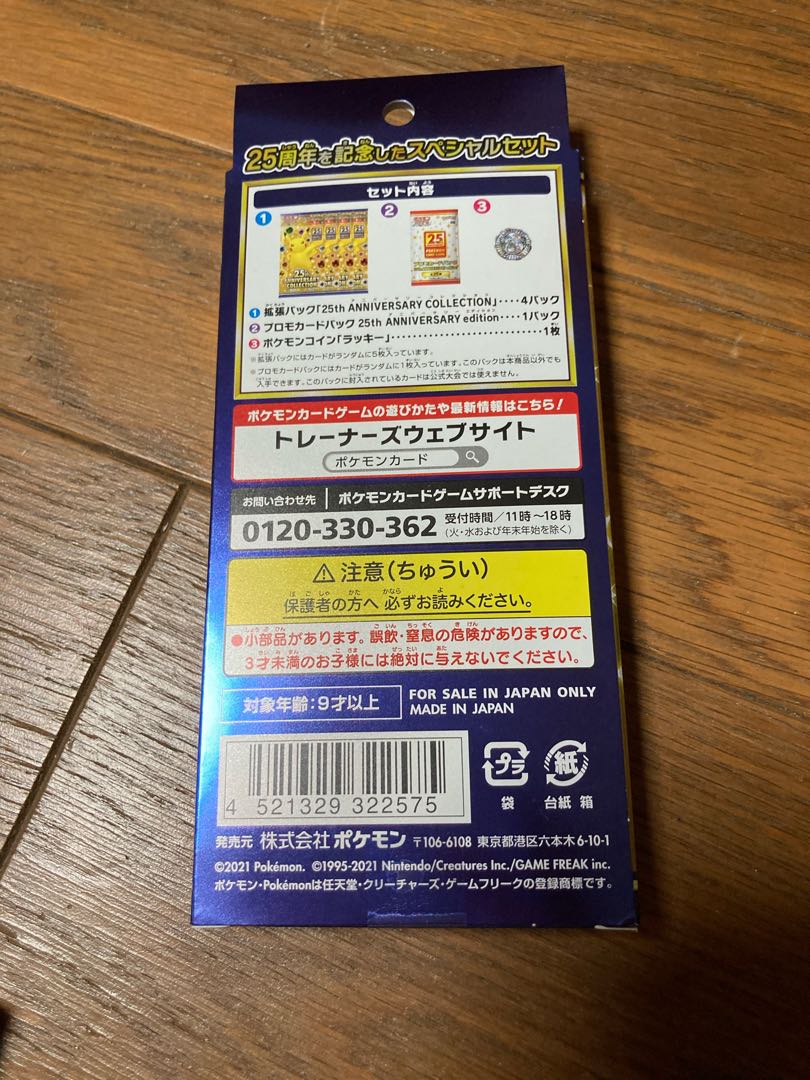 25周年を記念したスペシャルセット
セット内容
1 2 3
1 拡張パック「25th ANNIVERSARY COLLECTION」‥‥4パック
2 プロモカードパック 25th ANNIVERSARY edition‥‥1パック
3 ポケモンコイン「ラッキー」‥‥‥‥‥‥‥‥‥‥1枚
※拡張パックにはカードがランダムに5枚入っています。
※プロモカードパックにはカードがランダムに1枚入っています。このパックは本商品以外でも
入手できます。このパックに封入されているカードは公式大会では使えません。
ポケモンカードゲームの遊びかたや最新情報はこちら!
トレーナーズウェブサイト
ポケモンカード
お問い合わせ先 ポケモンカードゲームサポートデスク
0120-330-362 受付時間/11時~18時
(火・水および年末年始を除く)
⚠注意(ちゅうい)
保護者の方へ 必ずお読みください。
●小部品があります。誤飲・窒息の危険がありますので、
3才未満のお子様には絶対に与えないでください。
対象年齢:9才以上
FOR SALE IN JAPAN ONLY
MADE IN JAPAN
4 521329 322575
プラ 紙
袋 台紙 箱
発売元 株式会社ポケモン 〒106-6108 東京都港区六本木6-10-1
©2021 Pokémon. ©1995-2021 Nintendo/Creatures Inc./GAME FREAK inc.
ポケモン・Pokémonは任天堂・クリーチャーズ・ゲームフリークの登録商標です。